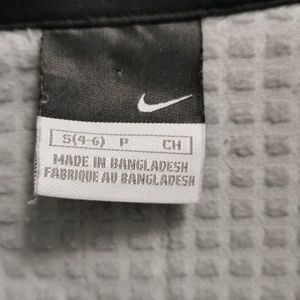 S(4-6) P CH
MADE IN BANGLADESH
FABRIQUE AU BANGLADESH